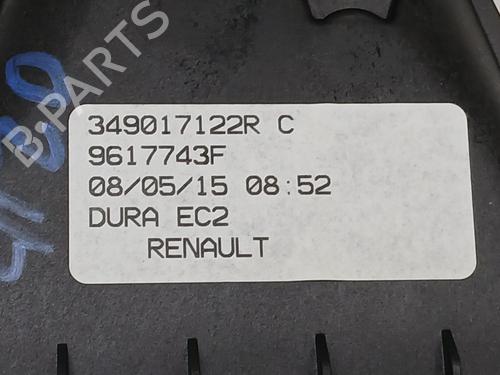 B-PARTS
349017122R C
9617743F
08/05/15 08:52
DURA EC2
RENAULT